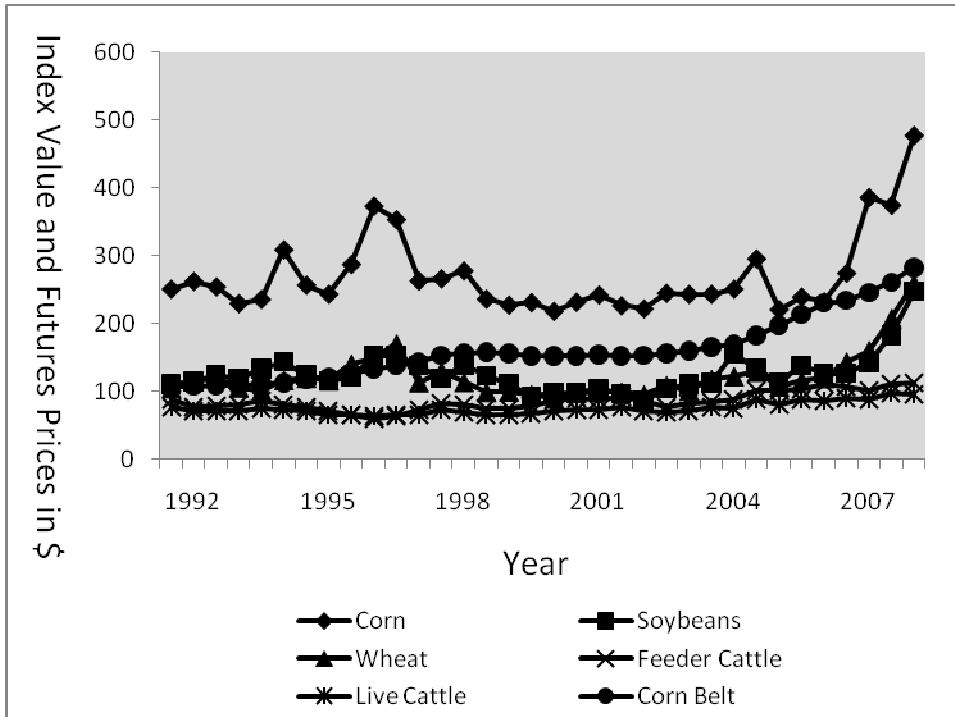 Index Value and Futures Prices in $
600
500
400
300
200
100
0
1992 1995 1998 2001 2004 2007
Year
Corn Soybeans
Wheat Feeder Cattle
Live Cattle Corn Belt